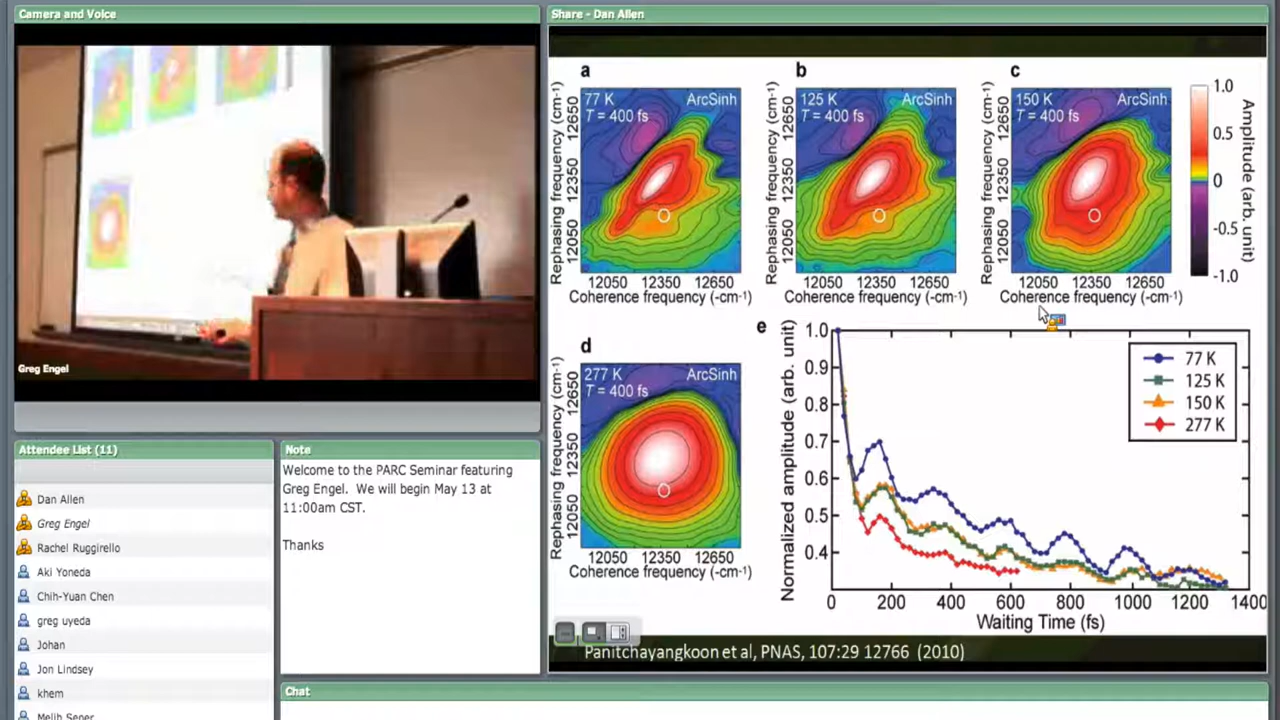 Camera and Voice
Greg Engel
Attendee List (11)
Dan Allen
Greg Engel
Rachel Ruggirello
Aki Yoneda
Chih-Yuan Chen
greg uyeda
Johan
Jon Lindsey
khem
Note
Welcome to the PARC Seminar featuring
Greg Engel. We will begin May 13 at
11:00am CST.
Thanks
Share - Dan Allen
a
77 K
ArcSinh
T = 400 fs
Rephasing frequency (cm-1)
12650
12350
12050
12050 12350 12650
Coherence frequency (-cm-1)
b
125 K
ArcSinh
T = 400 fs
Rephasing frequency (cm-1)
12650
12350
12050
12050 12350 12650
Coherence frequency (-cm-1)
c
150 K
ArcSinh
T = 400 fs
Rephasing frequency (cm-1)
12650
12350
12050
12050 12350 12650
Coherence frequency (-cm-1)
1.0
0.5
0
-0.5
-1.0
Amplitude (arb. unit)
d
277 K
ArcSinh
T = 400 fs
Rephasing frequency (cm-1)
12650
12350
12050
12050 12350 12650
Coherence frequency (-cm-1)
e
Normalized amplitude (arb. unit)
1.0
0.9
0.8
0.7
0.6
0.5
0.4
77 K
125 K
150 K
277 K
0 200 400 600 800 1000 1200 1400
Waiting Time (fs)
Panitchayangkoon et al, PNAS, 107:29 12766 (2010)
Chat